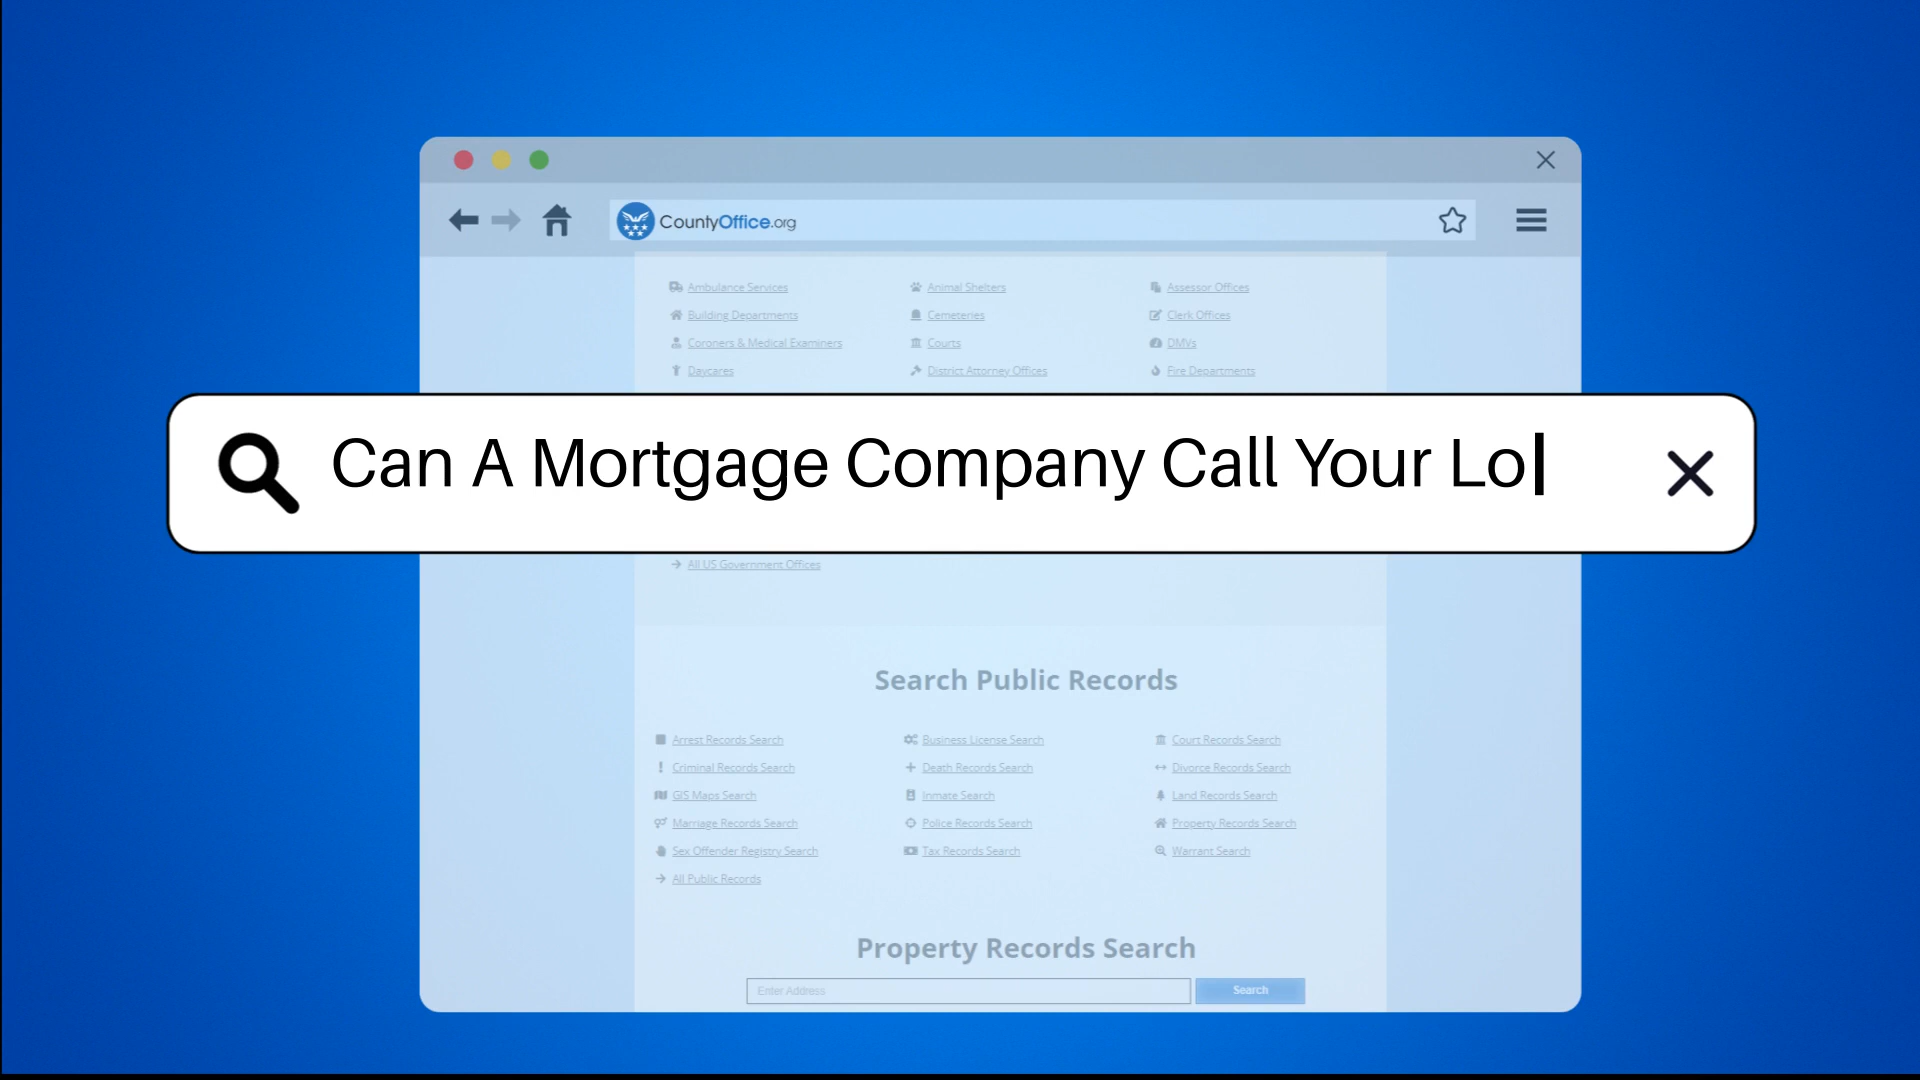 CountyOffice.org
Ambulance Services Animal Shelters Assessor Offices
Building Departments Cemeteries Clerk Offices
Coroners & Medical Examiners Courts DMVs
Daycares District Attorney Offices Fire Departments
Can A Mortgage Company Call Your Lo
All US Government Offices
Search Public Records
Arrest Records Search Business License Search Court Records Search
Criminal Records Search Death Records Search Divorce Records Search
GIS Maps Search Inmate Search Land Records Search
Marriage Records Search Police Records Search Property Records Search
Sex Offender Registry Search Tax Records Search Warrant Search
All Public Records
Property Records Search
Enter Address Search